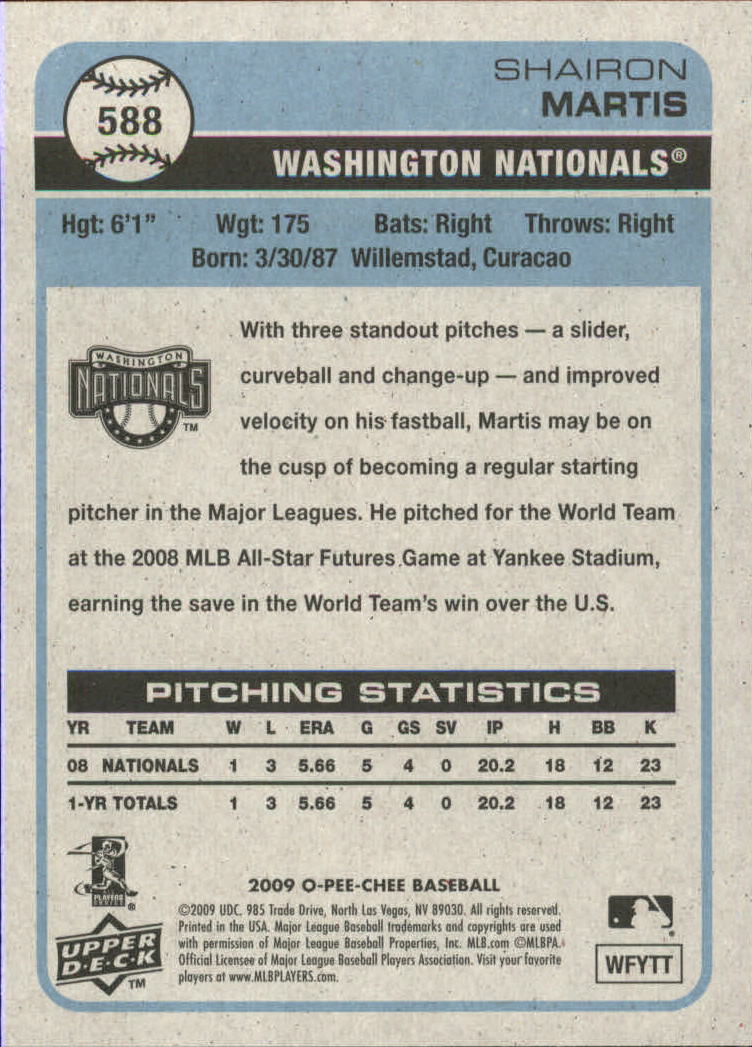 588
SHAIRON
MARTIS
WASHINGTON NATIONALS®
Hgt: 6'1" Wgt: 175 Bats: Right Throws: Right
Born: 3/30/87 Willemstad, Curacao
WASHINGTON
NATIONALS
TM
With three standout pitches — a slider,
curveball and change-up — and improved
velocity on his fastball, Martis may be on
the cusp of becoming a regular starting
pitcher in the Major Leagues. He pitched for the World Team
at the 2008 MLB All-Star Futures Game at Yankee Stadium,
earning the save in the World Team's win over the U.S.
PITCHING STATISTICS
YR TEAM W L ERA G GS SV IP H BB K
08 NATIONALS 1 3 5.66 5 4 0 20.2 18 12 23
1-YR TOTALS 1 3 5.66 5 4 0 20.2 18 12 23
PLAYERS
CHOICE
®
2009 O-PEE-CHEE BASEBALL
©2009 UDC. 985 Trade Drive, North Las Vegas, NV 89030. All rights reserved.
Printed in the USA. Major League Baseball trademarks and copyrights are used
with permission of Major League Baseball Properties, Inc. MLB.com ©MLBPA.
Official Licensee of Major League Baseball Players Association. Visit your favorite
players at www.MLBPLAYERS.com.
UPPER
D·E·C·K
TM
®
WFYTT